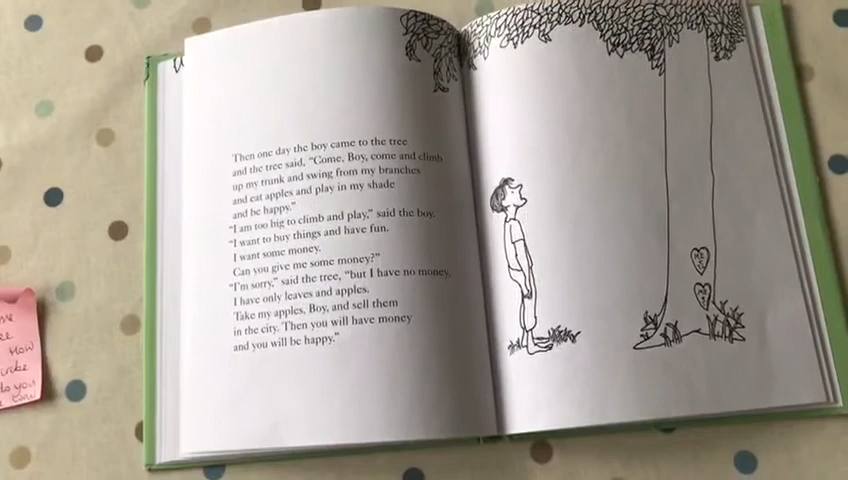 Then one day the boy came to the tree
and the tree said, "Come, Boy, come and climb
up my trunk and swing from my branches
and eat apples and play in my shade
and be happy."
"I am too big to climb and play," said the boy.
"I want to buy things and have fun.
I want some money.
Can you give me some money?"
"I'm sorry," said the tree, "but I have no money.
I have only leaves and apples.
Take my apples, Boy, and sell them
in the city. Then you will have money
and you will be happy."
How
you